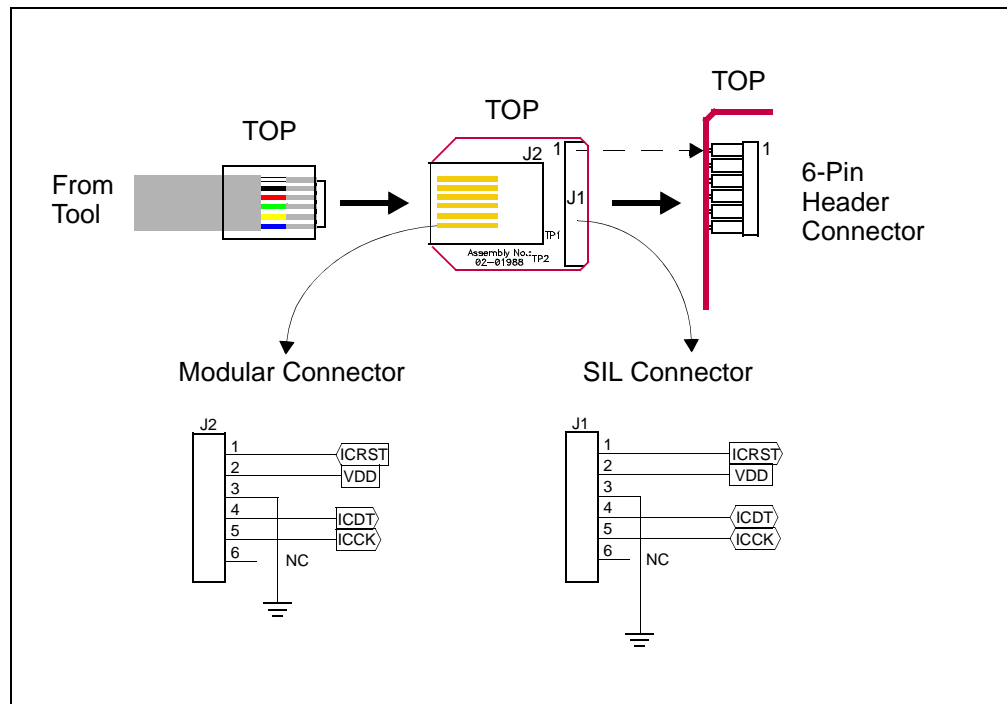 TOP
From
Tool
TOP
J2
1
J1
TP1
Assembly No.:
02-01988
TP2
TOP
1
6-Pin
Header
Connector
Modular Connector
J2
1
ICRST
2
VDD
3
4
ICDT
5
ICCK
6
NC
SIL Connector
J1
1
ICRST
2
VDD
3
4
ICDT
5
ICCK
6
NC